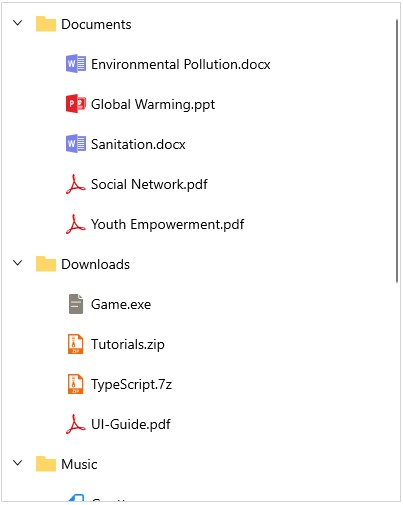 Documents
Environmental Pollution.docx
Global Warming.ppt
Sanitation.docx
Social Network.pdf
Youth Empowerment.pdf
Downloads
Game.exe
Tutorials.zip
TypeScript.7z
UI-Guide.pdf
Music